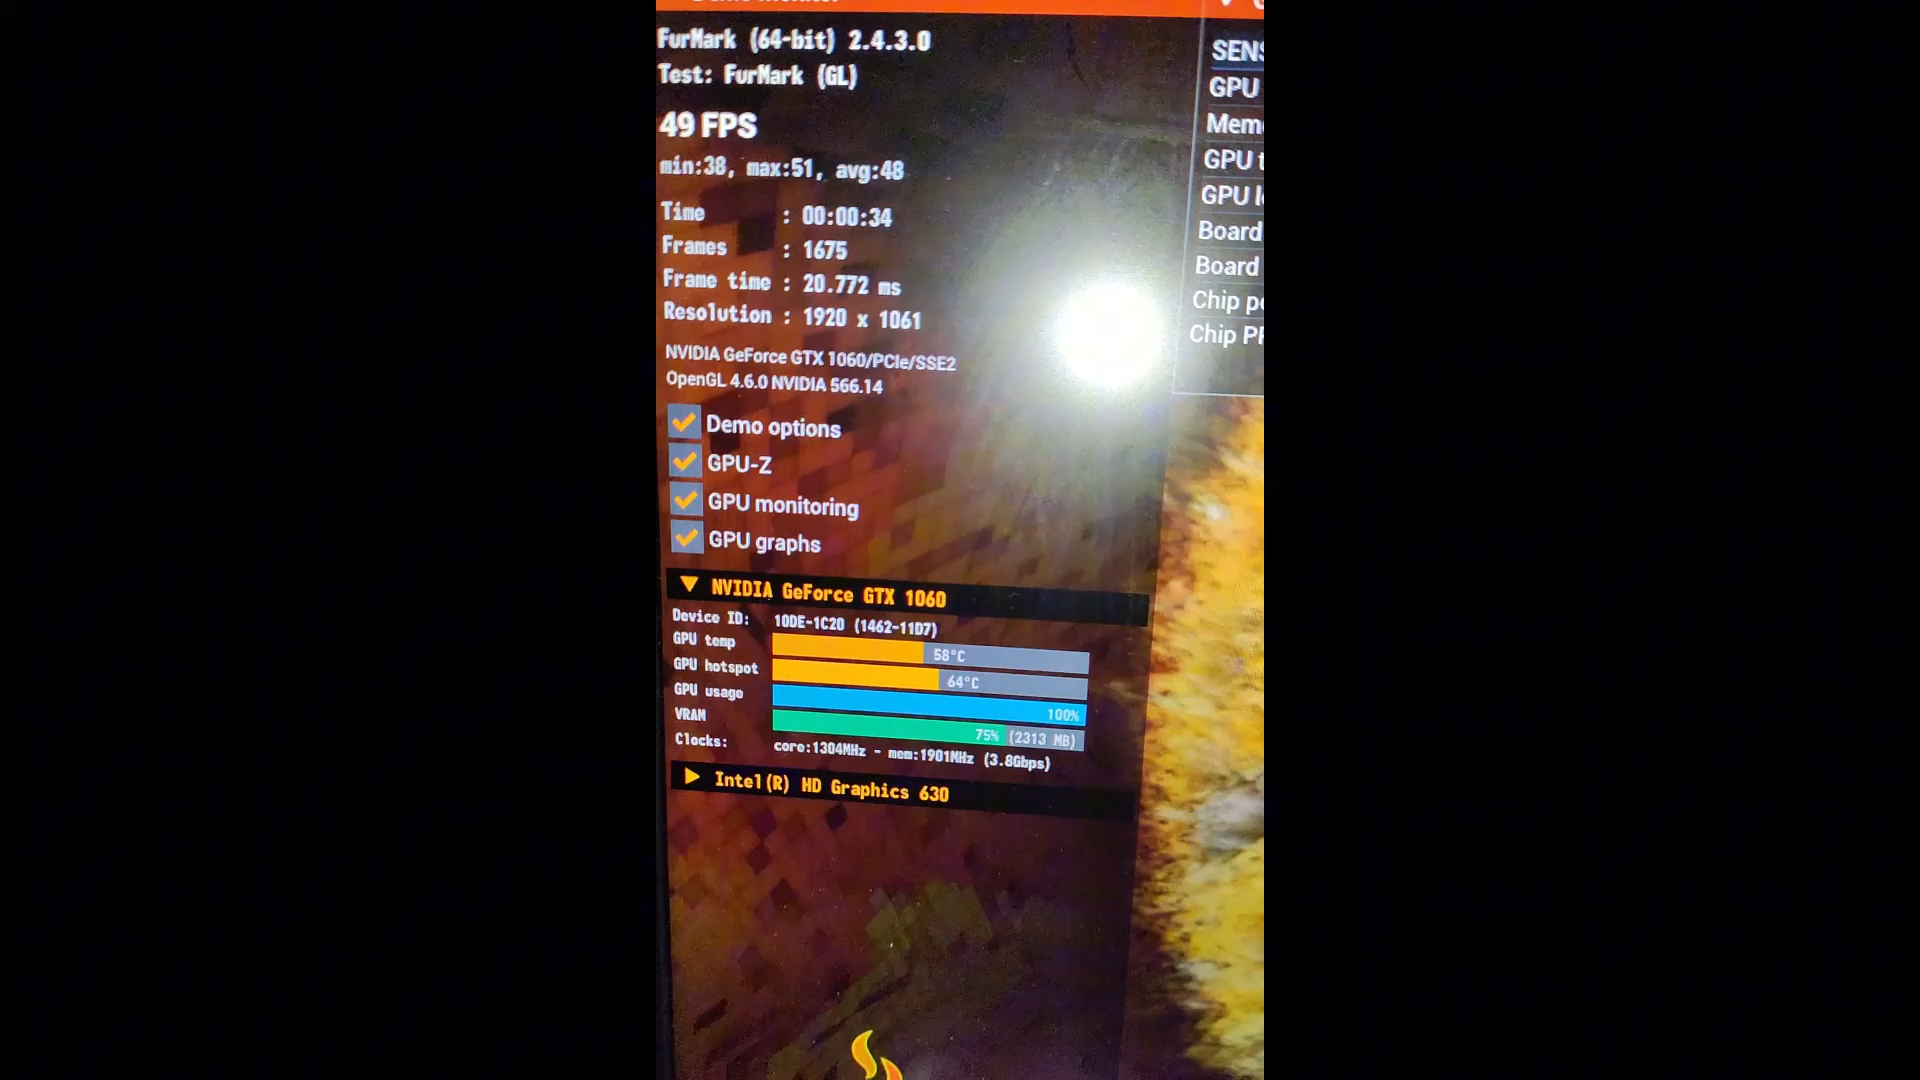 FurMark (64-bit) 2.4.3.0
Test: FurMark (GL)
49 FPS
min:38, max:51, avg:48
Time : 00:00:34
Frames : 1675
Frame time : 20.772 ms
Resolution : 1920 x 1061
NVIDIA GeForce GTX 1060/PCIe/SSE2
OpenGL 4.6.0 NVIDIA 566.14
Demo options
GPU-Z
GPU monitoring
GPU graphs
NVIDIA GeForce GTX 1060
Device ID: 10DE-1C20 (1462-11D7)
GPU temp 58°C
GPU hotspot 64°C
GPU usage 100%
VRAM 75% (2313 MB)
Clocks: core:1304MHz - mem:1901MHz (3.8Gbps)
Intel(R) HD Graphics 630
GPU
GPU
GPU
Board
Board
Chip
Chip